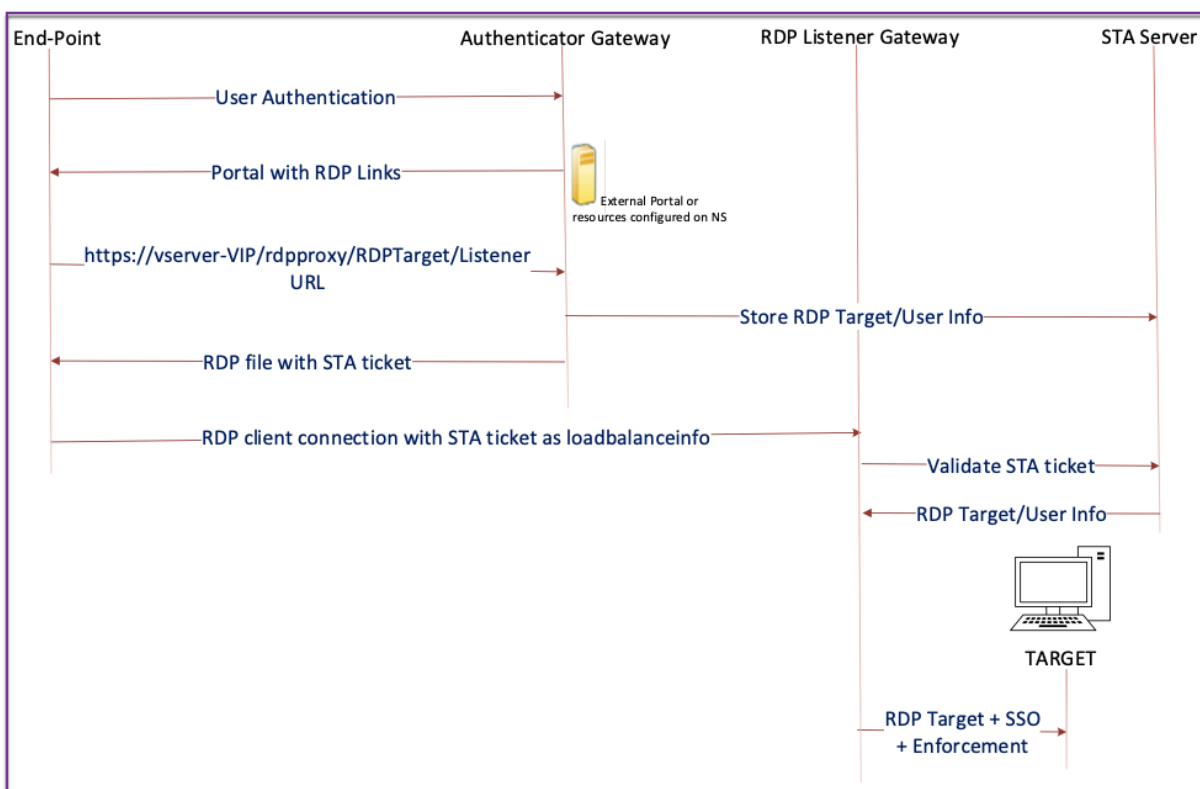 End-Point
Authenticator Gateway
RDP Listener Gateway
STA Server
User Authentication
Portal with RDP Links
External Portal or
resources configured on NS
https://vserver-VIP/rdpproxy/RDPTarget/Listener
URL
Store RDP Target/User Info
RDP file with STA ticket
RDP client connection with STA ticket as loadbalanceinfo
Validate STA ticket
RDP Target/User Info
TARGET
RDP Target + SSO
+ Enforcement